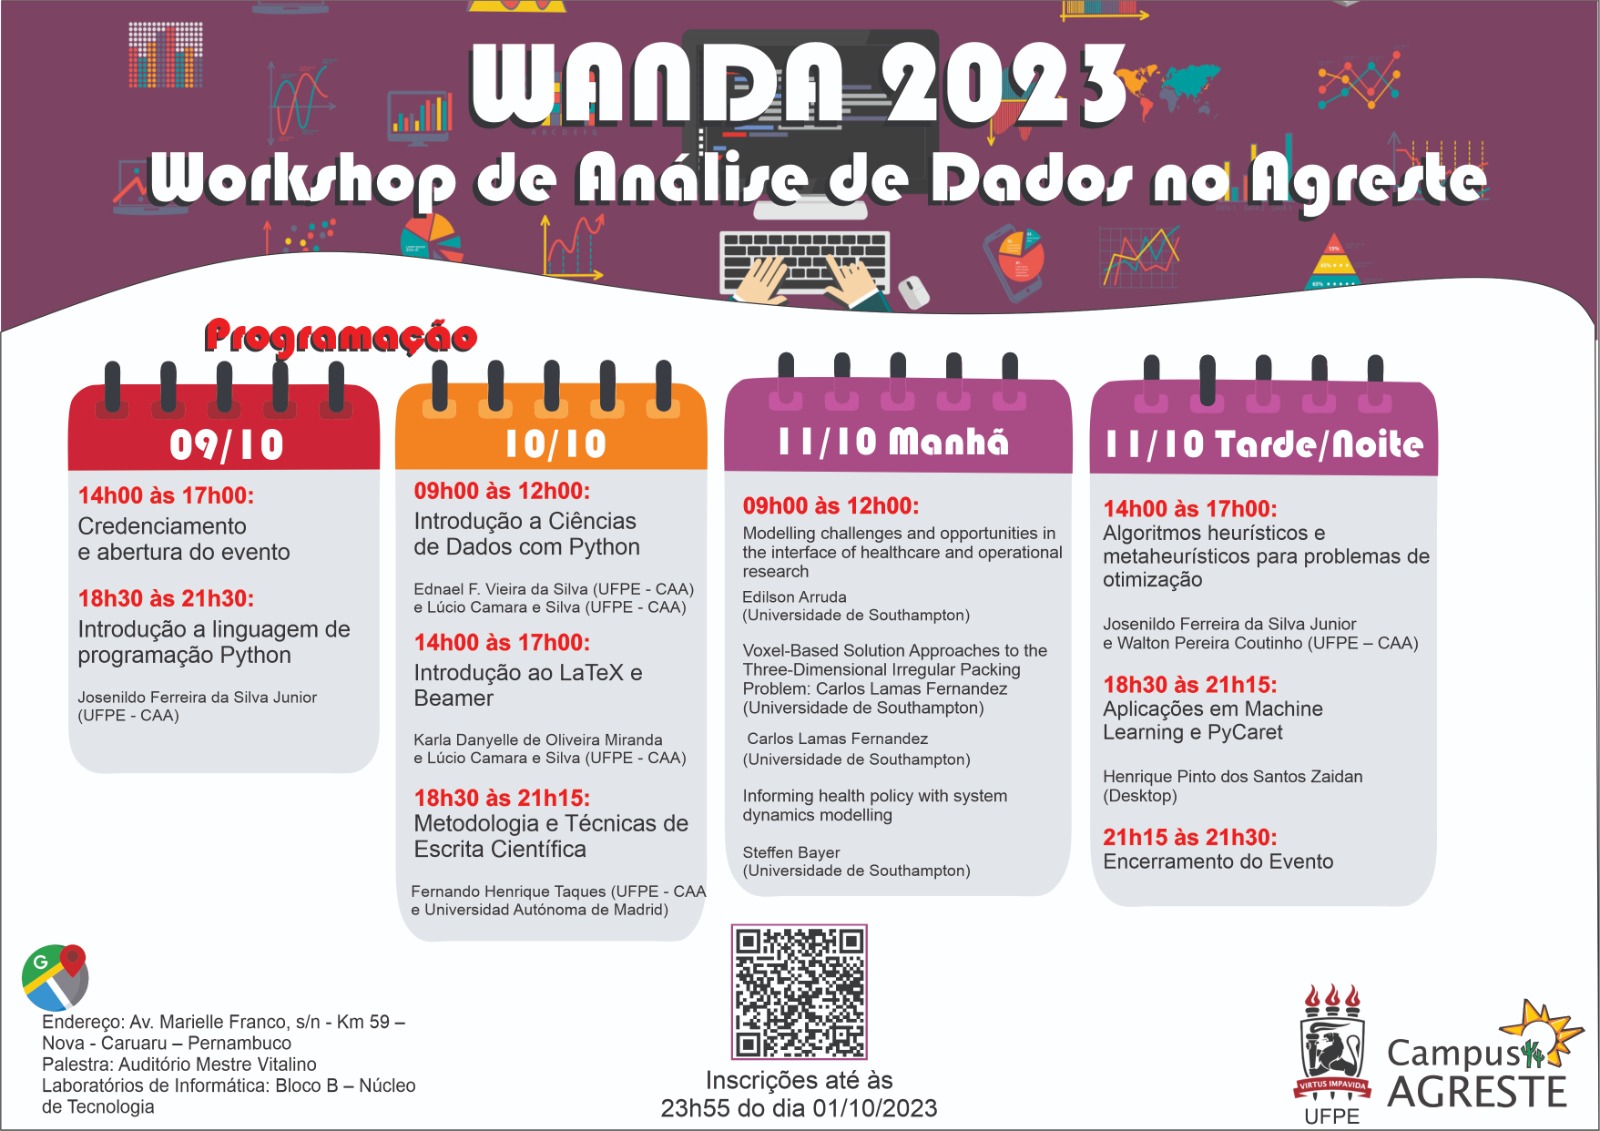 WANDA 2023
Workshop de Análise de Dados no Agreste
Programação
09/10
14h00 às 17h00:
Credenciamento
e abertura do evento
18h30 às 21h30:
Introdução a linguagem de
programação Python
Josenildo Ferreira da Silva Junior
(UFPE - CAA)
10/10
09h00 às 12h00:
Introdução a Ciências
de Dados com Python
Ednael F. Vieira da Silva (UFPE - CAA)
e Lúcio Camara e Silva (UFPE - CAA)
14h00 às 17h00:
Introdução ao LaTeX e
Beamer
Karla Danyelle de Oliveira Miranda
e Lúcio Camara e Silva (UFPE - CAA)
18h30 às 21h15:
Metodologia e Técnicas de
Escrita Científica
Fernando Henrique Taques (UFPE - CAA
e Universidad Autónoma de Madrid)
11/10 Manhã
09h00 às 12h00:
Modelling challenges and opportunities in
the interface of healthcare and operational
research
Edilson Arruda
(Universidade de Southampton)
Voxel-Based Solution Approaches to the
Three-Dimensional Irregular Packing
Problem: Carlos Lamas Fernandez
(Universidade de Southampton)
Carlos Lamas Fernandez
(Universidade de Southampton)
Informing health policy with system
dynamics modelling
Steffen Bayer
(Universidade de Southampton)
11/10 Tarde/Noite
14h00 às 17h00:
Algoritmos heurísticos e
metaheurísticos para problemas de
otimização
Josenildo Ferreira da Silva Junior
e Walton Pereira Coutinho (UFPE – CAA)
18h30 às 21h15:
Aplicações em Machine
Learning e PyCaret
Henrique Pinto dos Santos Zaidan
(Desktop)
21h15 às 21h30:
Encerramento do Evento
G
Endereço: Av. Marielle Franco, s/n - Km 59 –
Nova - Caruaru – Pernambuco
Palestra: Auditório Mestre Vitalino
Laboratórios de Informática: Bloco B – Núcleo
de Tecnologia
Inscrições até às
23h55 do dia 01/10/2023
VIRTUS IMPAVIDA
UFPE
Campus
AGRESTE